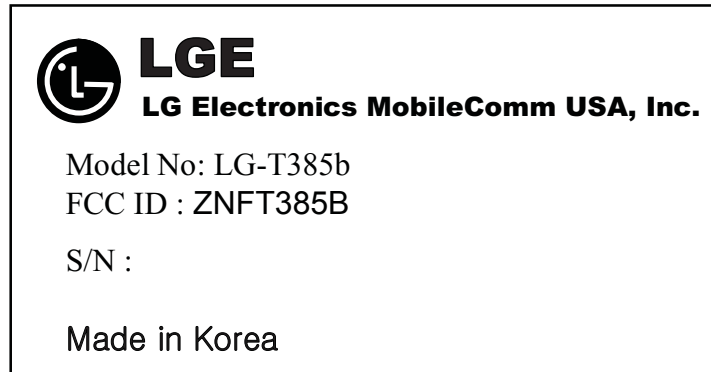 LGE
LG Electronics MobileComm USA, Inc.
Model No: LG-T385b
FCC ID : ZNFT385B
S/N :
Made in Korea